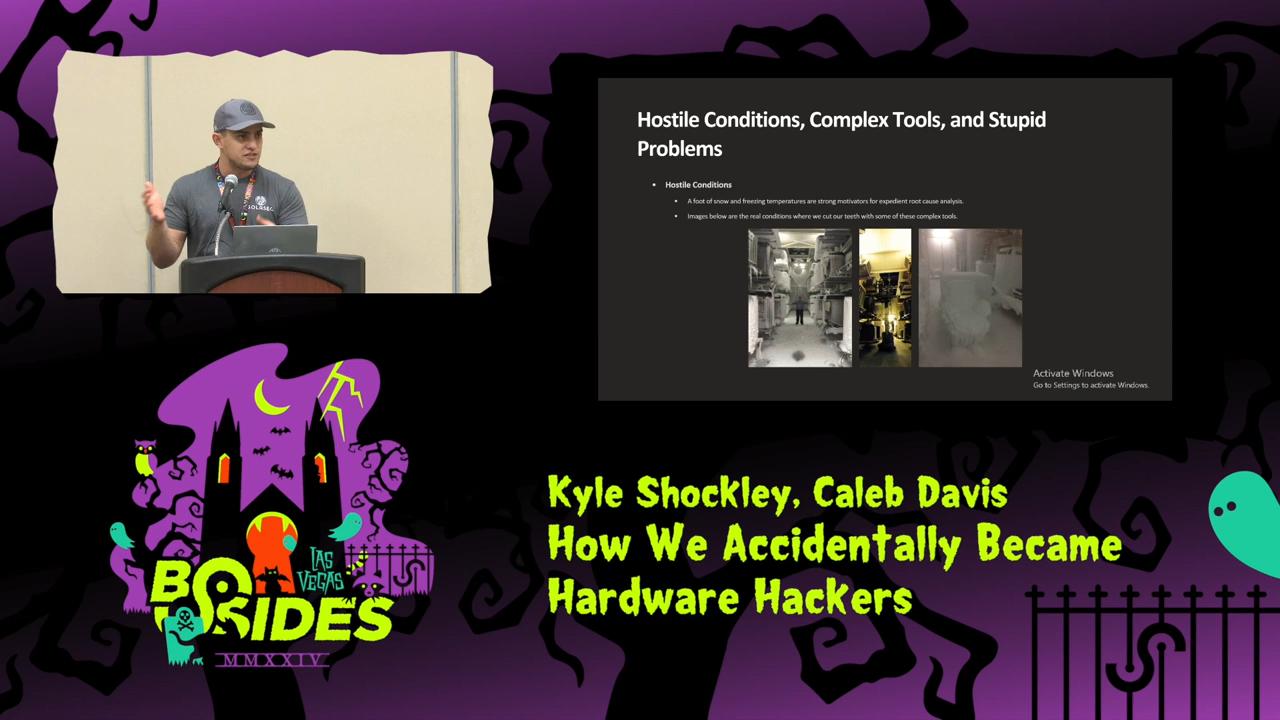 Hostile Conditions, Complex Tools, and Stupid
Problems
Hostile Conditions
A foot of snow and freezing temperatures are strong motivators for expedient root cause analysis.
Images below are the real conditions where we cut our teeth with some of these complex tools.
Activate Windows
Go to Settings to activate Windows.
SOLASEC
LAS
VEGAS
BSIDES
MMXXIV
Kyle Shockley, Caleb Davis
How We Accidentally Became
Hardware Hackers